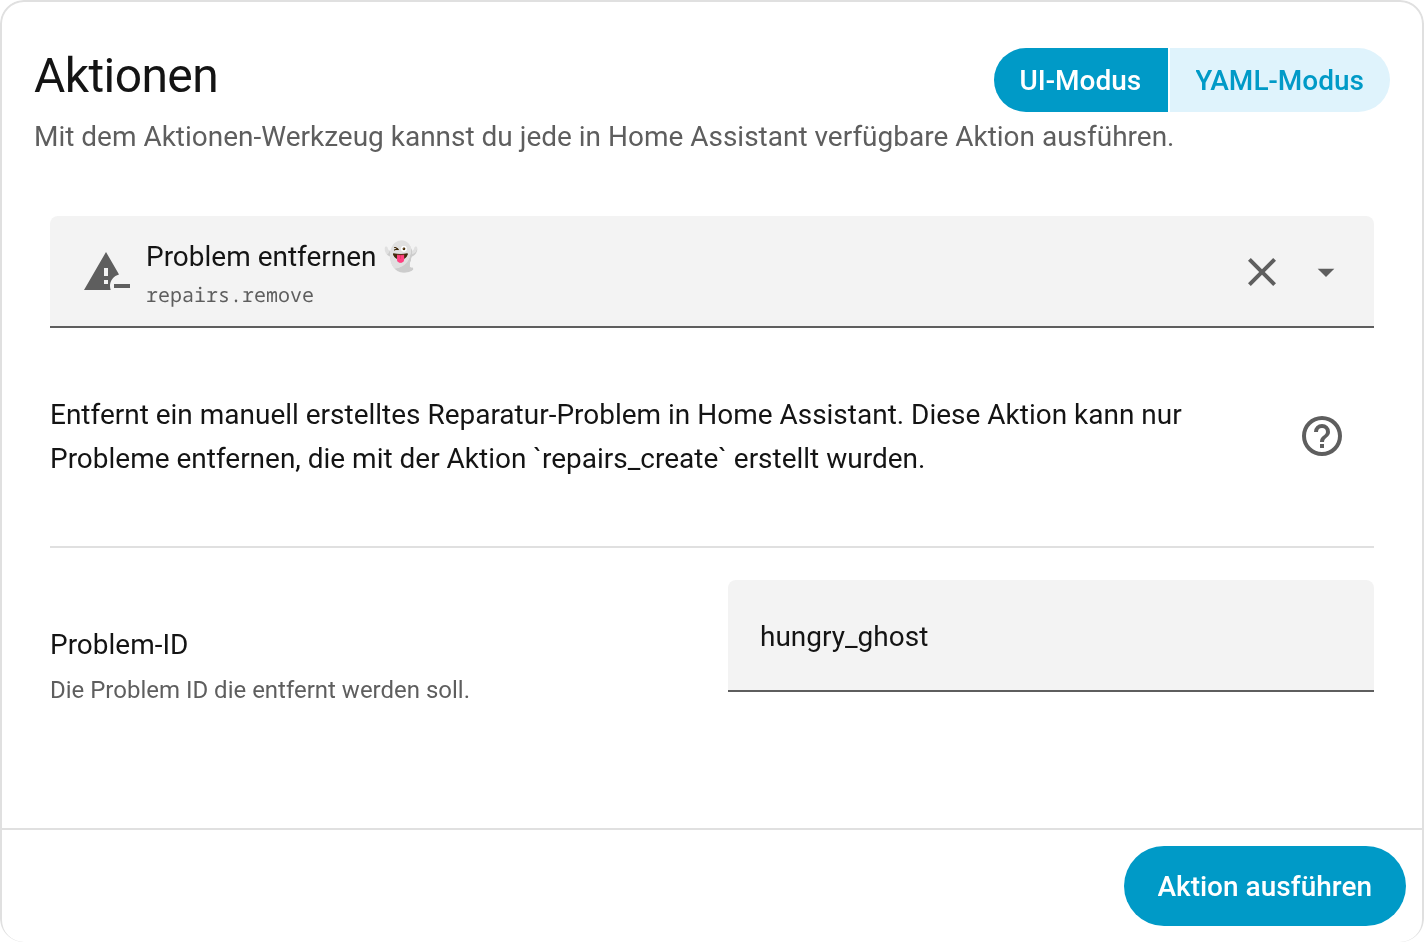 Aktionen
UI-Modus
YAML-Modus
Mit dem Aktionen-Werkzeug kannst du jede in Home Assistant verfügbare Aktion ausführen.
Problem entfernen 👻
repairs.remove
Entfernt ein manuell erstelltes Reparatur-Problem in Home Assistant. Diese Aktion kann nur
Probleme entfernen, die mit der Aktion `repairs_create` erstellt wurden.
Problem-ID
Die Problem ID die entfernt werden soll.
hungry_ghost
Aktion ausführen